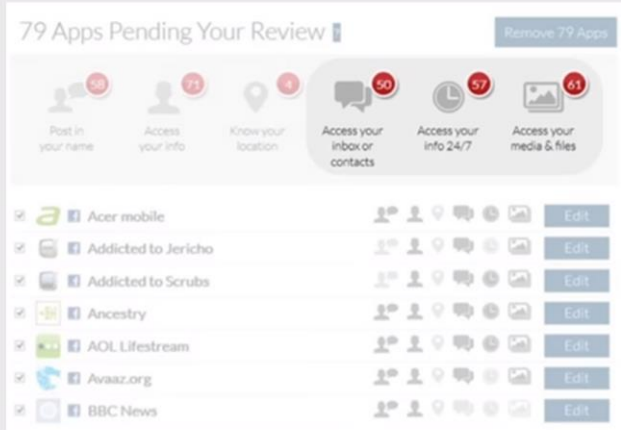 79 Apps Pending Your Review ?
Remove 79 Apps
58
71
4
50
57
61
Post in
your name
Access
your info
Know your
location
Access your
inbox or
contacts
Access your
info 24/7
Access your
media & files
Acer mobile Edit
Addicted to Jericho Edit
Addicted to Scrubs Edit
Ancestry Edit
AOL Lifestream Edit
Avaaz.org Edit
BBC News Edit